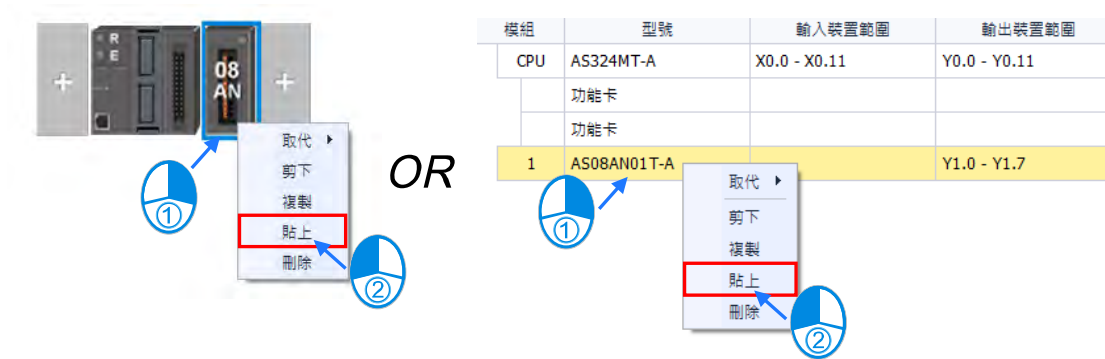 R
E
08
AN
+
+
取代
剪下
複製
貼上
刪除
①
②
OR
模組 型號 輸入裝置範圍 輸出裝置範圍
CPU AS324MT-A X0.0 - X0.11 Y0.0 - Y0.11
功能卡
功能卡
1 AS08AN01T-A Y1.0 - Y1.7
取代
剪下
複製
貼上
刪除
①
②